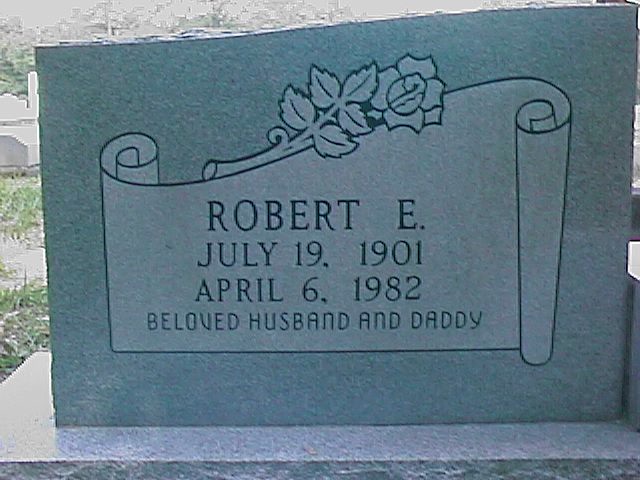 ROBERT E.
JULY 19, 1901
APRIL 6, 1982
BELOVED HUSBAND AND DADDY